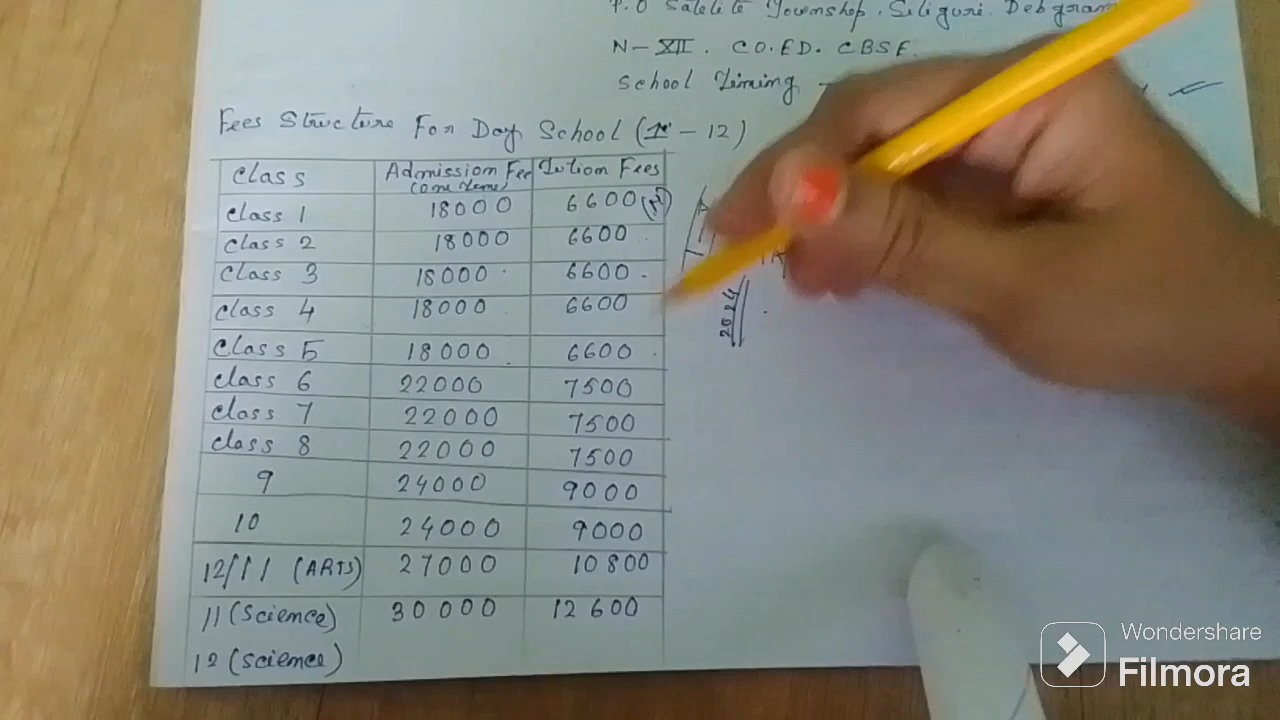 P.O Satelite Township. Siliguri. Debgram
N-XII. CO.ED. CBSE
School Timing -
Fees Structure For Day School ( - 12)
Class Admission Fee (one time) Tution Fees
Class 1 18000 6600
Class 2 18000 6600
Class 3 18000 6600
Class 4 18000 6600
Class 5 18000 6600
Class 6 22000 7500
Class 7 22000 7500
Class 8 22000 7500
9 24000 9000
10 24000 9000
12/11 (ARTS) 27000 10800
11 (Science) 30000 12600
12 (Science)
2024
Wondershare
Filmora